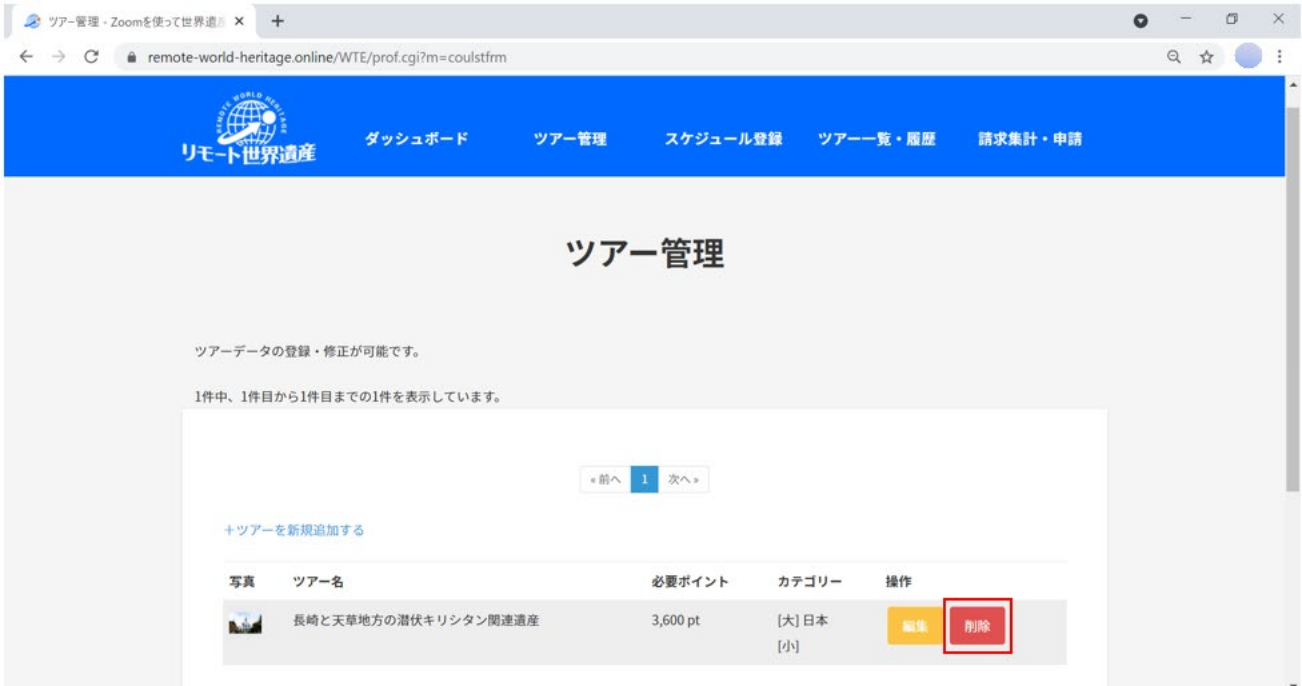 ツアー管理 - Zoomを使って世界遺産
remote-world-heritage.online/WTE/prof.cgi?m=coulstfrm
REMOTE WORLD HERITAGE
リモート世界遺産
ダッシュボード
ツアー管理
スケジュール登録
ツアー一覧・履歴
請求集計・申請
ツアー管理
ツアーデータの登録・修正が可能です。
1件中、1件目から1件目までの1件を表示しています。
« 前へ 1 次へ »
＋ツアーを新規追加する
写真 ツアー名 必要ポイント カテゴリー 操作
長崎と天草地方の潜伏キリシタン関連遺産 3,600 pt [大] 日本 編集 削除
[小]